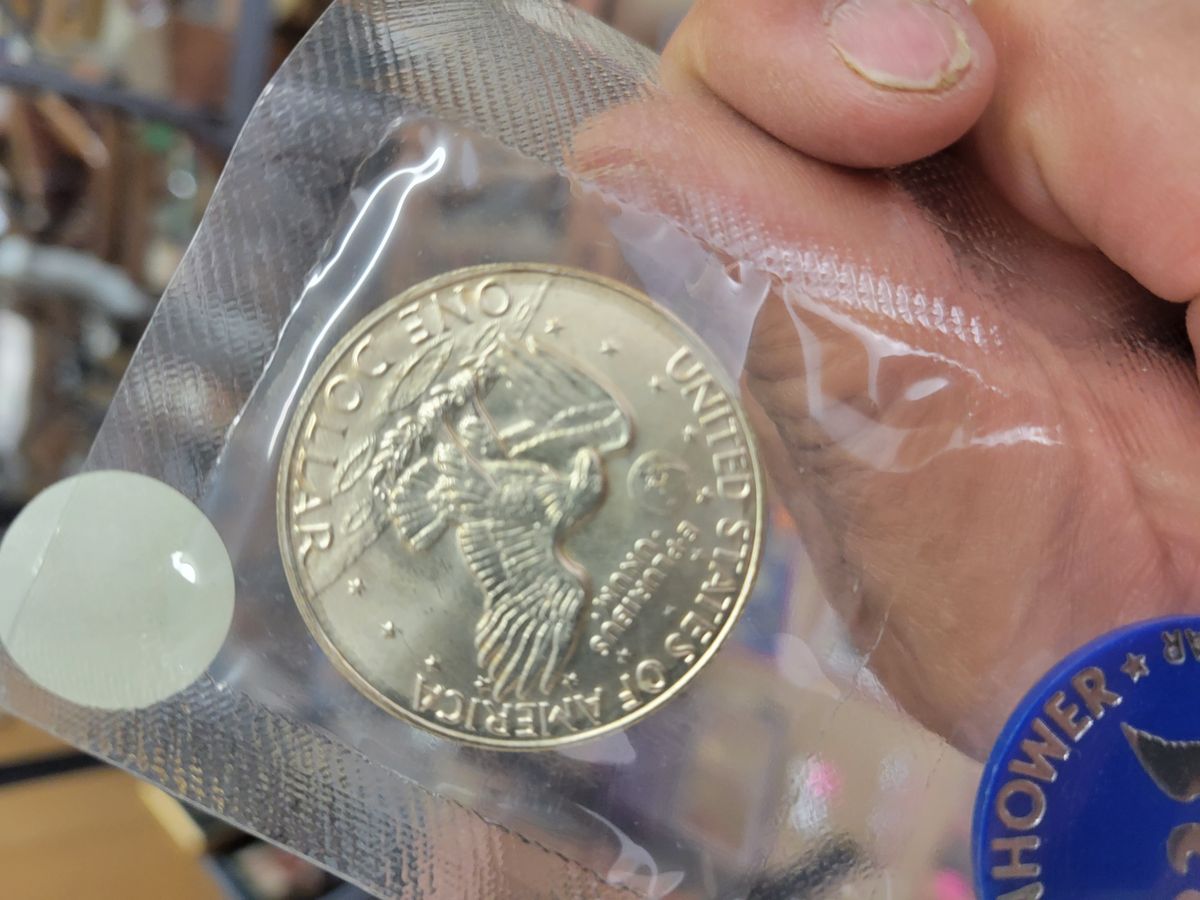 UNITED STATES OF AMERICA
E PLURIBUS
UNUM
ONE DOLLAR
HOWER